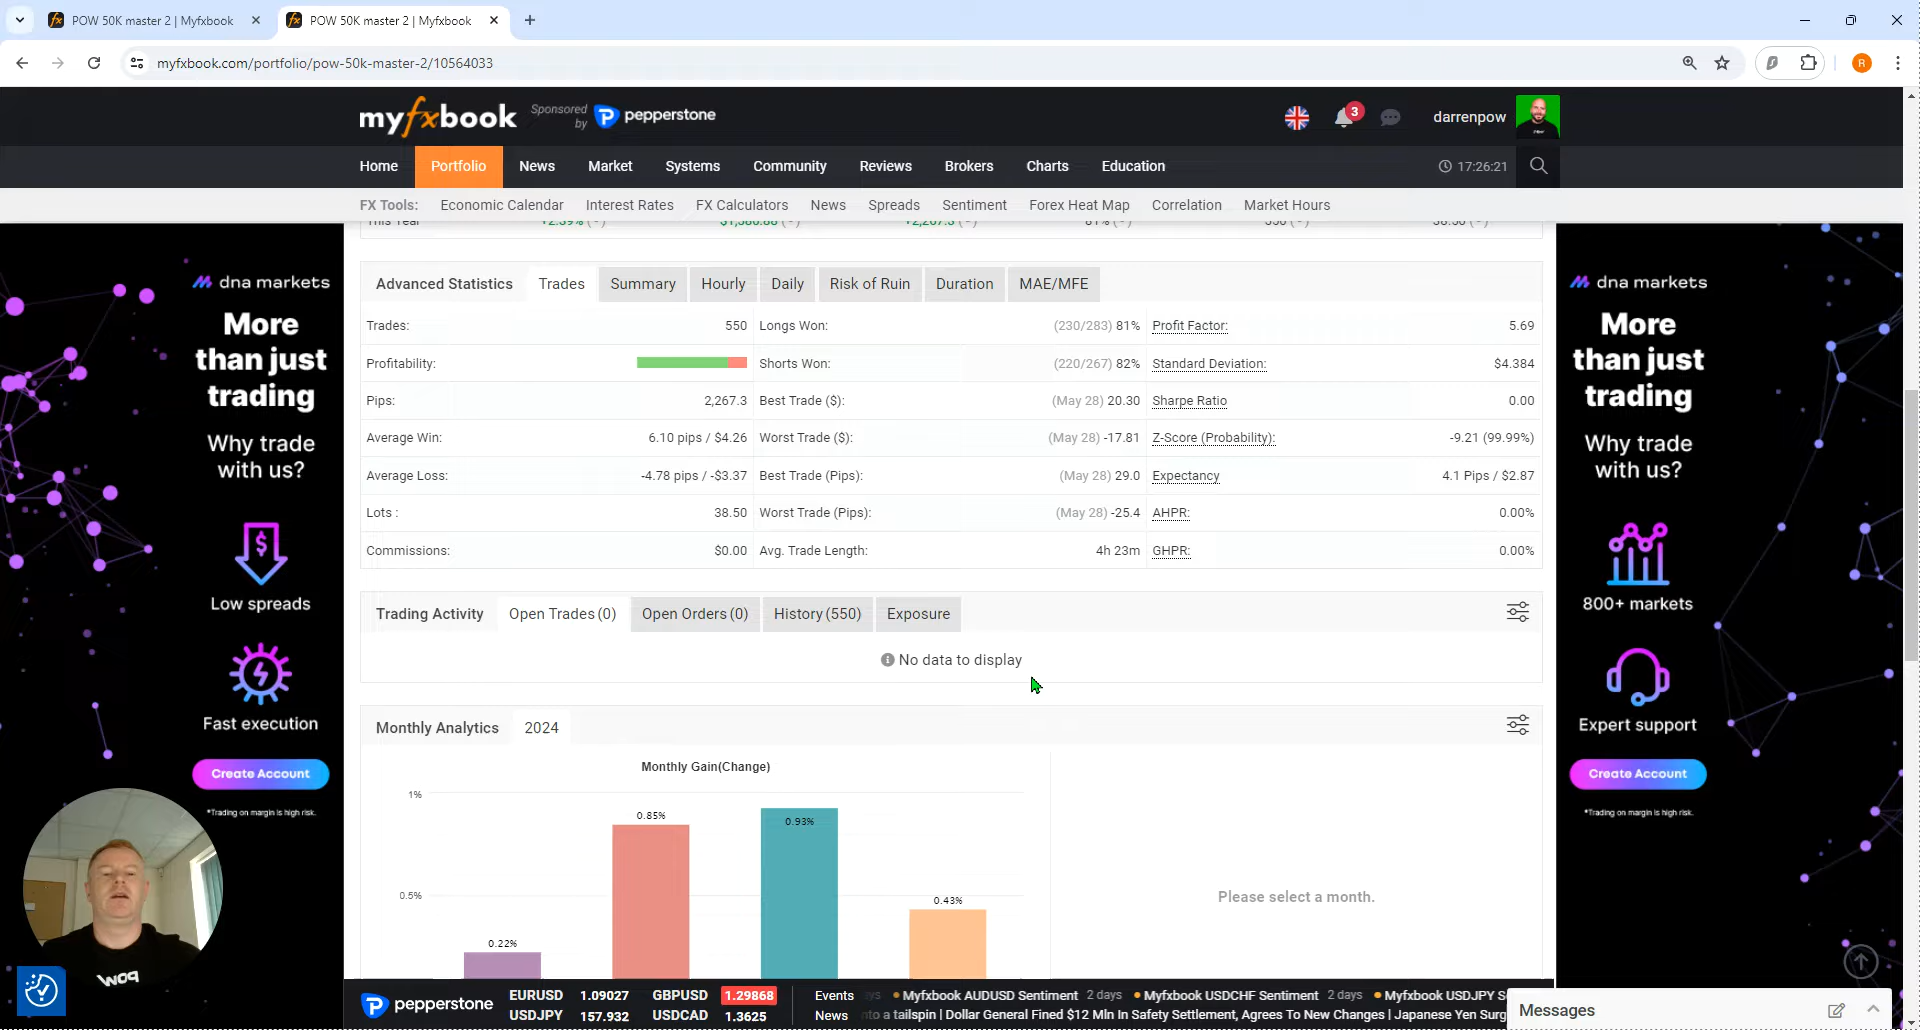 POW 50K master 2 | Myfxbook
POW 50K master 2 | Myfxbook
myfxbook.com/portfolio/pow-50k-master-2/10564033
R
myfxbook
Sponsored by
pepperstone
3
darrenpow
Home
Portfolio
News
Market
Systems
Community
Reviews
Brokers
Charts
Education
17:26:21
FX Tools:
Economic Calendar
Interest Rates
FX Calculators
News
Spreads
Sentiment
Forex Heat Map
Correlation
Market Hours
Advanced Statistics
Trades
Summary
Hourly
Daily
Risk of Ruin
Duration
MAE/MFE
Trades: 550 Longs Won: (230/283) 81% Profit Factor: 5.69
Profitability: Shorts Won: (220/267) 82% Standard Deviation: $4.384
Pips: 2,267.3 Best Trade ($): (May 28) 20.30 Sharpe Ratio 0.00
Average Win: 6.10 pips / $4.26 Worst Trade ($): (May 28) -17.81 Z-Score (Probability): -9.21 (99.99%)
Average Loss: -4.78 pips / -$3.37 Best Trade (Pips): (May 28) 29.0 Expectancy 4.1 Pips / $2.87
Lots : 38.50 Worst Trade (Pips): (May 28) -25.4 AHPR: 0.00%
Commissions: $0.00 Avg. Trade Length: 4h 23m GHPR: 0.00%
Trading Activity
Open Trades (0)
Open Orders (0)
History (550)
Exposure
No data to display
Monthly Analytics
2024
Monthly Gain(Change)
1%
0.85%
0.93%
0.5%
0.43%
0.22%
Please select a month.
dna markets
More
than just
trading
Why trade
with us?
Low spreads
Fast execution
Create Account
*Trading on margin is high risk.
dna markets
More
than just
trading
Why trade
with us?
800+ markets
Expert support
Create Account
*Trading on margin is high risk.
pepperstone
EURUSD 1.09027 GBPUSD 1.29868
USDJPY 157.932 USDCAD 1.3625
Events
Myfxbook AUDUSD Sentiment 2 days
Myfxbook USDCHF Sentiment 2 days
Myfxbook USDJPY S
News
a tailspin | Dollar General Fined $12 Mln In Safety Settlement, Agrees To New Changes | Japanese Yen Surg
Messages